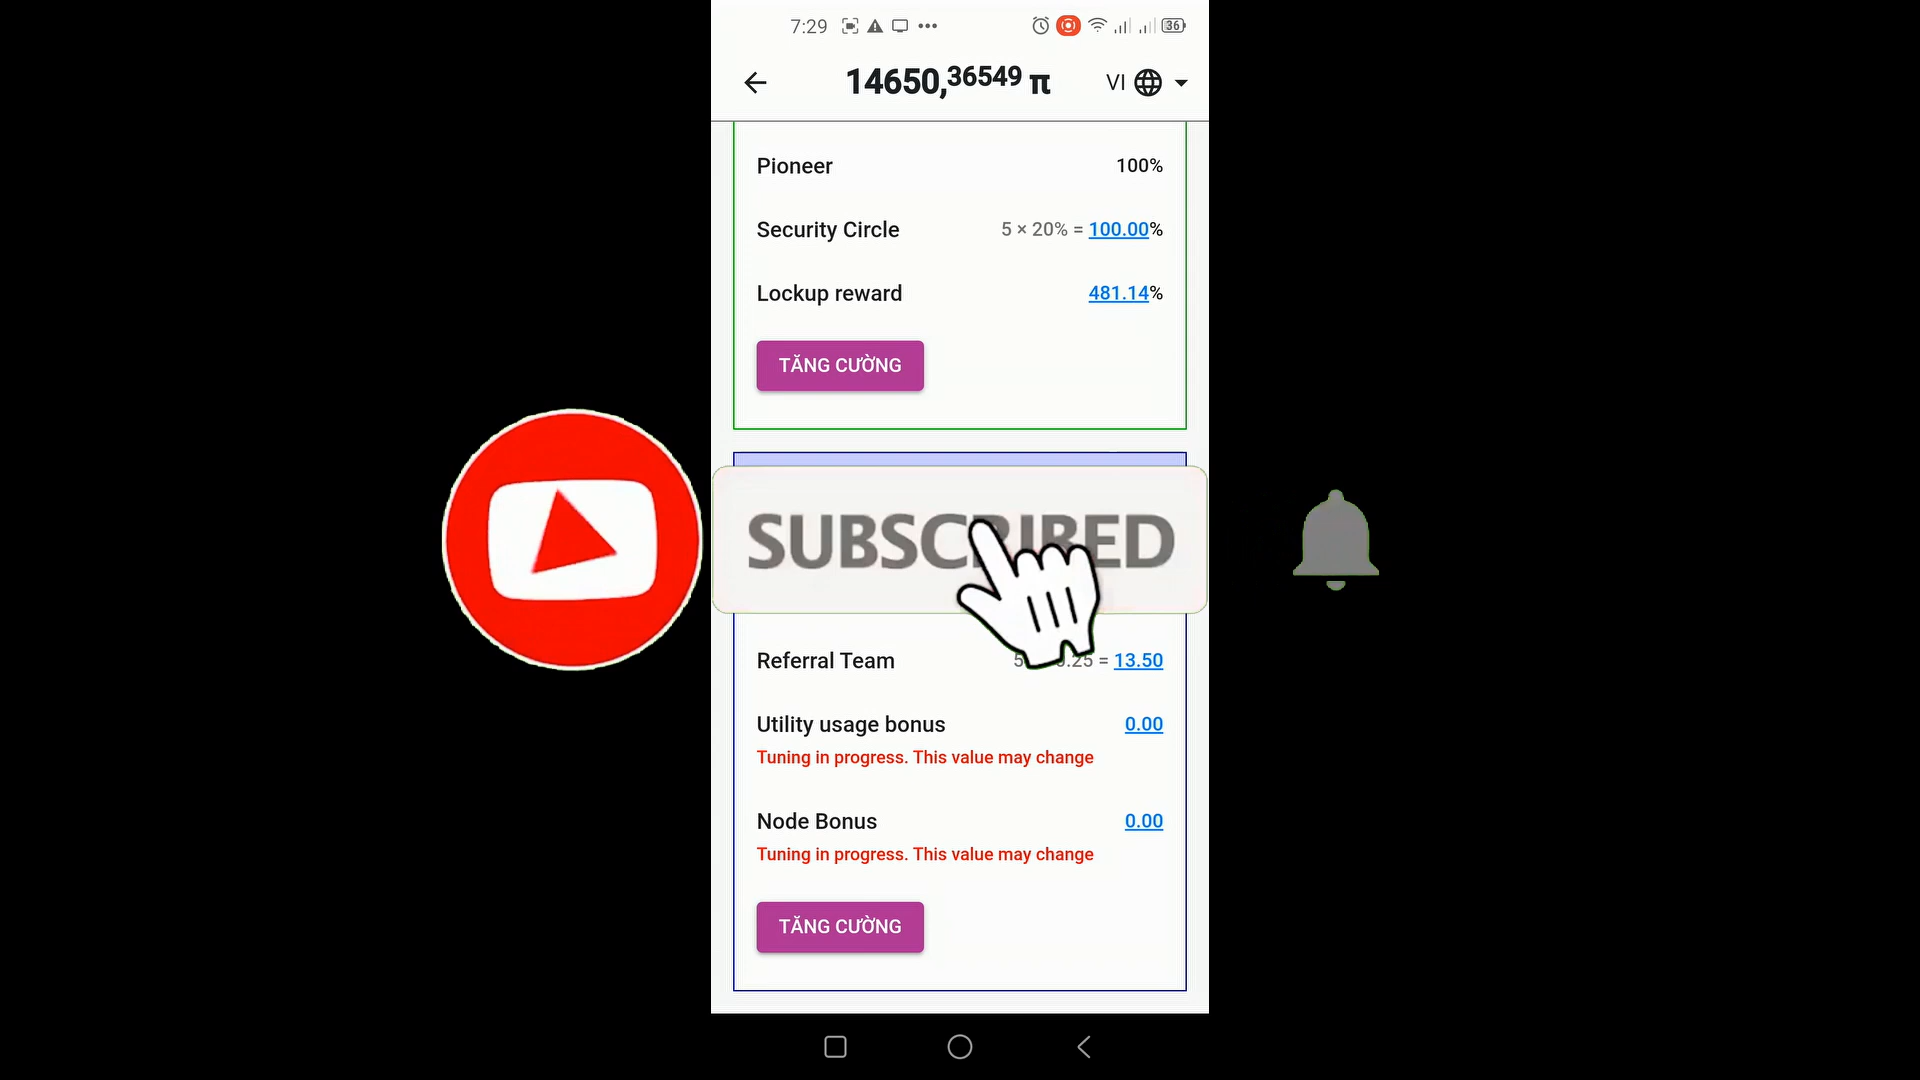 7:29
36
14650,36549 π
VI
Pioneer 100%
Security Circle 5 × 20% = 100.00%
Lockup reward 481.14%
TĂNG CƯỜNG
SUBSCRIBED
Referral Team = 13.50
Utility usage bonus 0.00
Tuning in progress. This value may change
Node Bonus 0.00
Tuning in progress. This value may change
TĂNG CƯỜNG